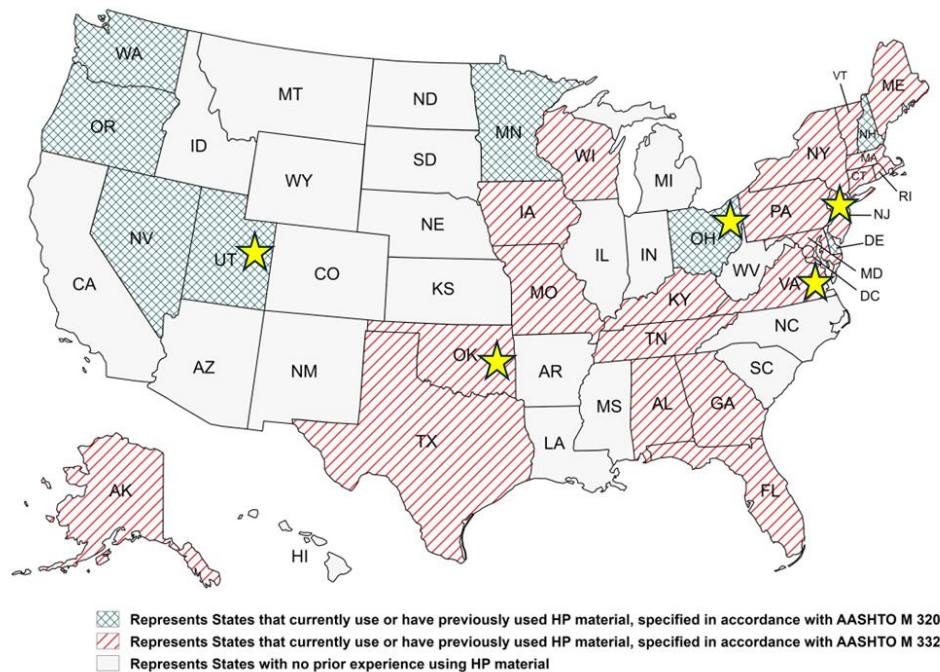 WA
MT
ND
MN
VT
ME
OR
ID
SD
WI
NY
NH
MA
CT
RI
WY
MI
IA
PA
NJ
NE
NV
UT
IL
IN
OH
DE
CA
CO
WV
MD
KS
MO
KY
VA
DC
NC
TN
AZ
NM
OK
AR
SC
MS
AL
GA
TX
LA
AK
FL
HI
Represents States that currently use or have previously used HP material, specified in accordance with AASHTO M 320
Represents States that currently use or have previously used HP material, specified in accordance with AASHTO M 332
Represents States with no prior experience using HP material